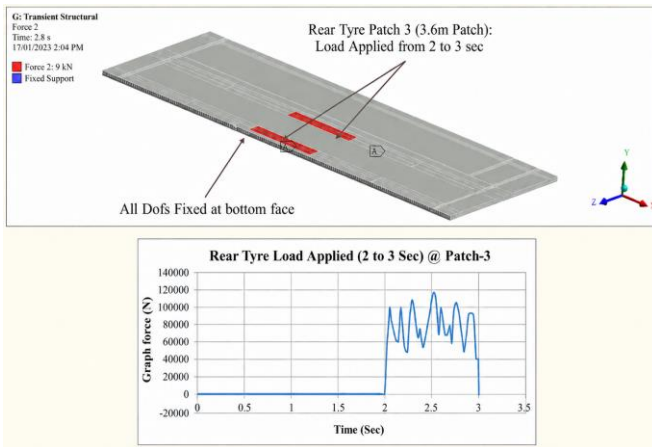 G: Transient Structural
Force 2
Time: 2.8 s
17/01/2023 2:04 PM
Force 2: 9 kN
Fixed Support
Rear Tyre Patch 3 (3.6m Patch):
Load Applied from 2 to 3 sec
A
A
All Dofs Fixed at bottom face
Y
Z
X
Rear Tyre Load Applied (2 to 3 Sec) @ Patch-3
Graph force (N)
140000
120000
100000
80000
60000
40000
20000
0
-20000
0 0.5 1 1.5 2 2.5 3 3.5
Time (Sec)